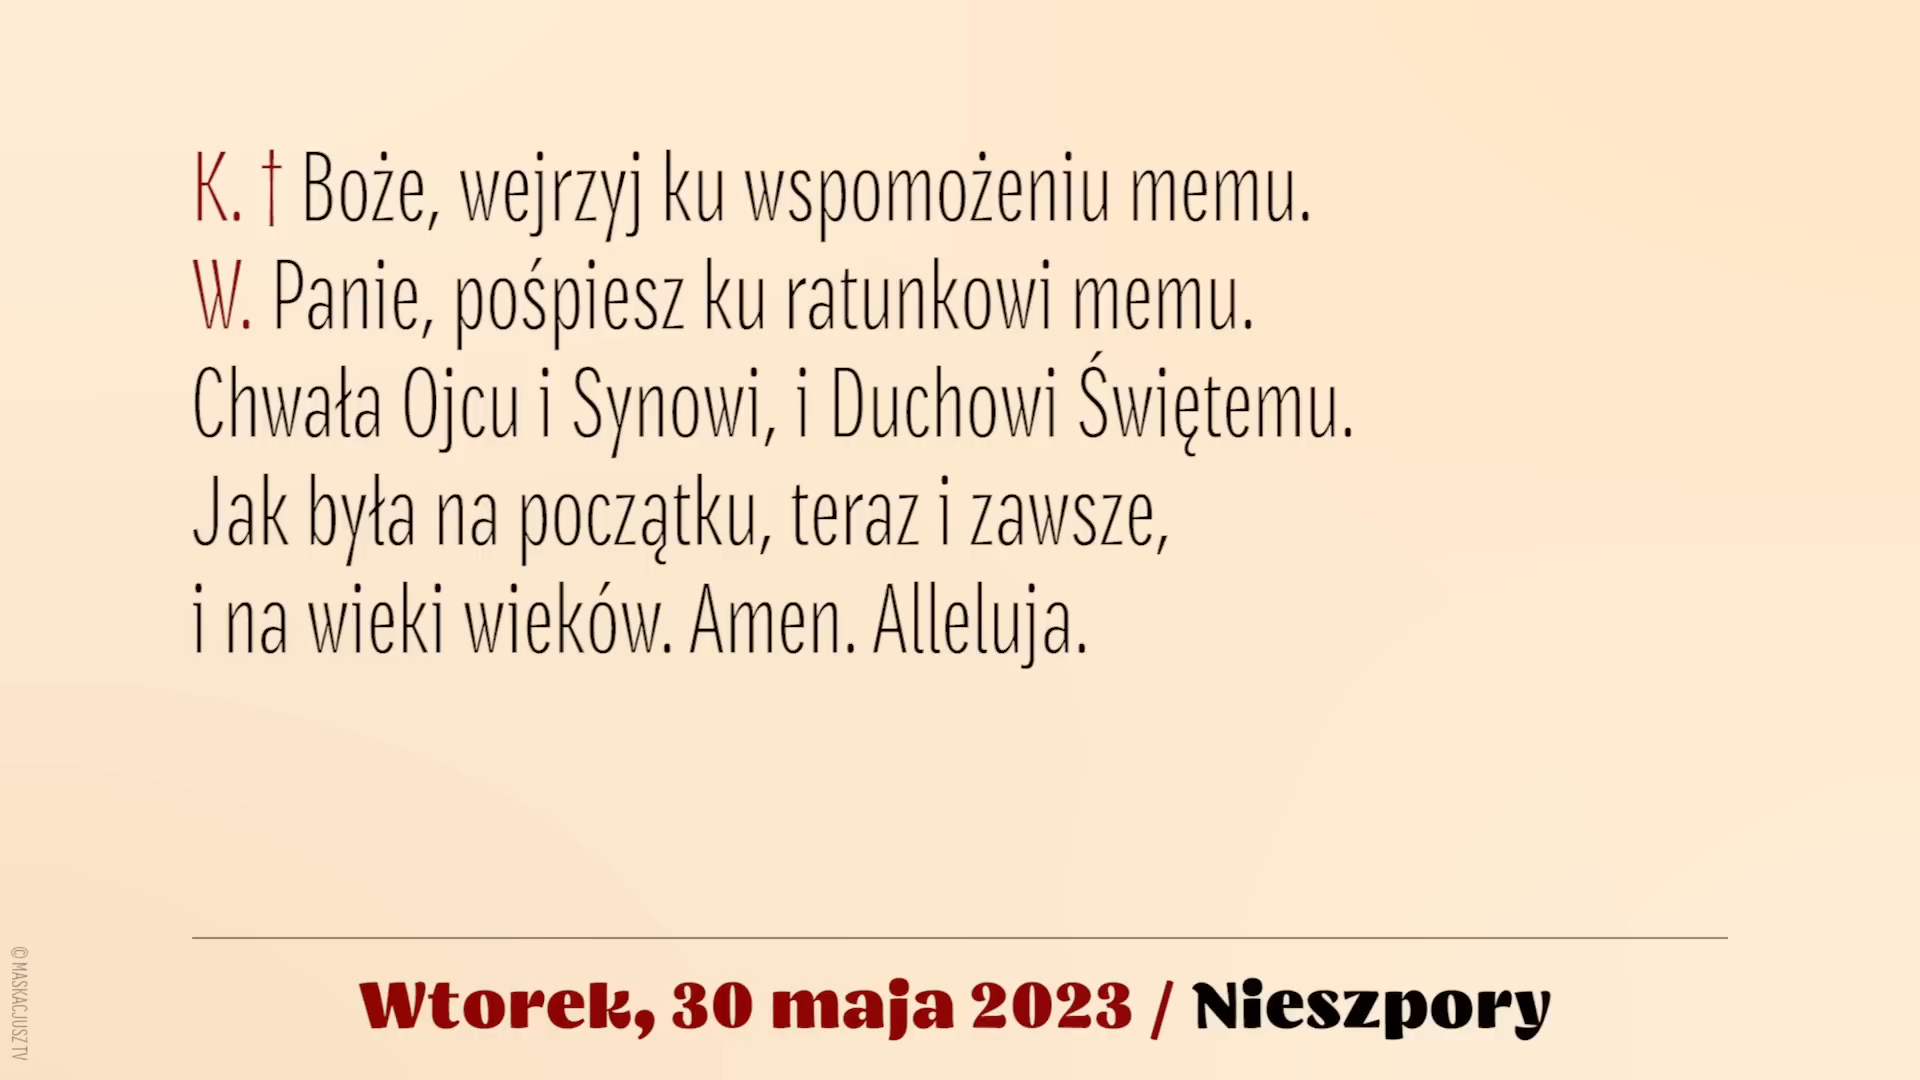 K. † Boże, wejrzyj ku wspomożeniu memu.
W. Panie, pośpiesz ku ratunkowi memu.
Chwała Ojcu i Synowi, i Duchowi Świętemu.
Jak była na początku, teraz i zawsze,
i na wieki wieków. Amen. Alleluja.
Wtorek, 30 maja 2023 / Nieszpory
© MASKACJUSZ TV